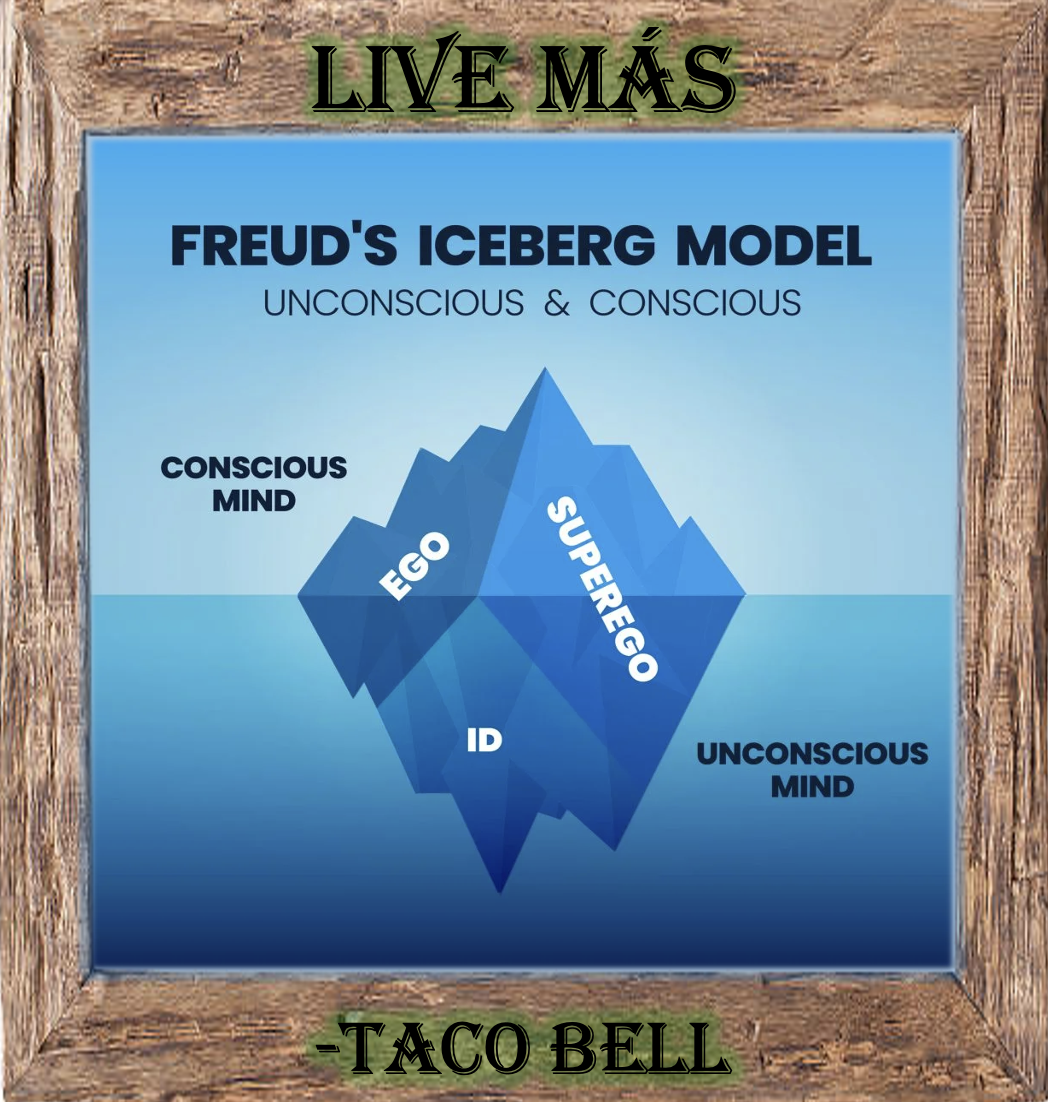 LIVE MÁS
FREUD'S ICEBERG MODEL
UNCONSCIOUS & CONSCIOUS
CONSCIOUS
MIND
EGO
SUPEREGO
ID
UNCONSCIOUS
MIND
-TACO BELL